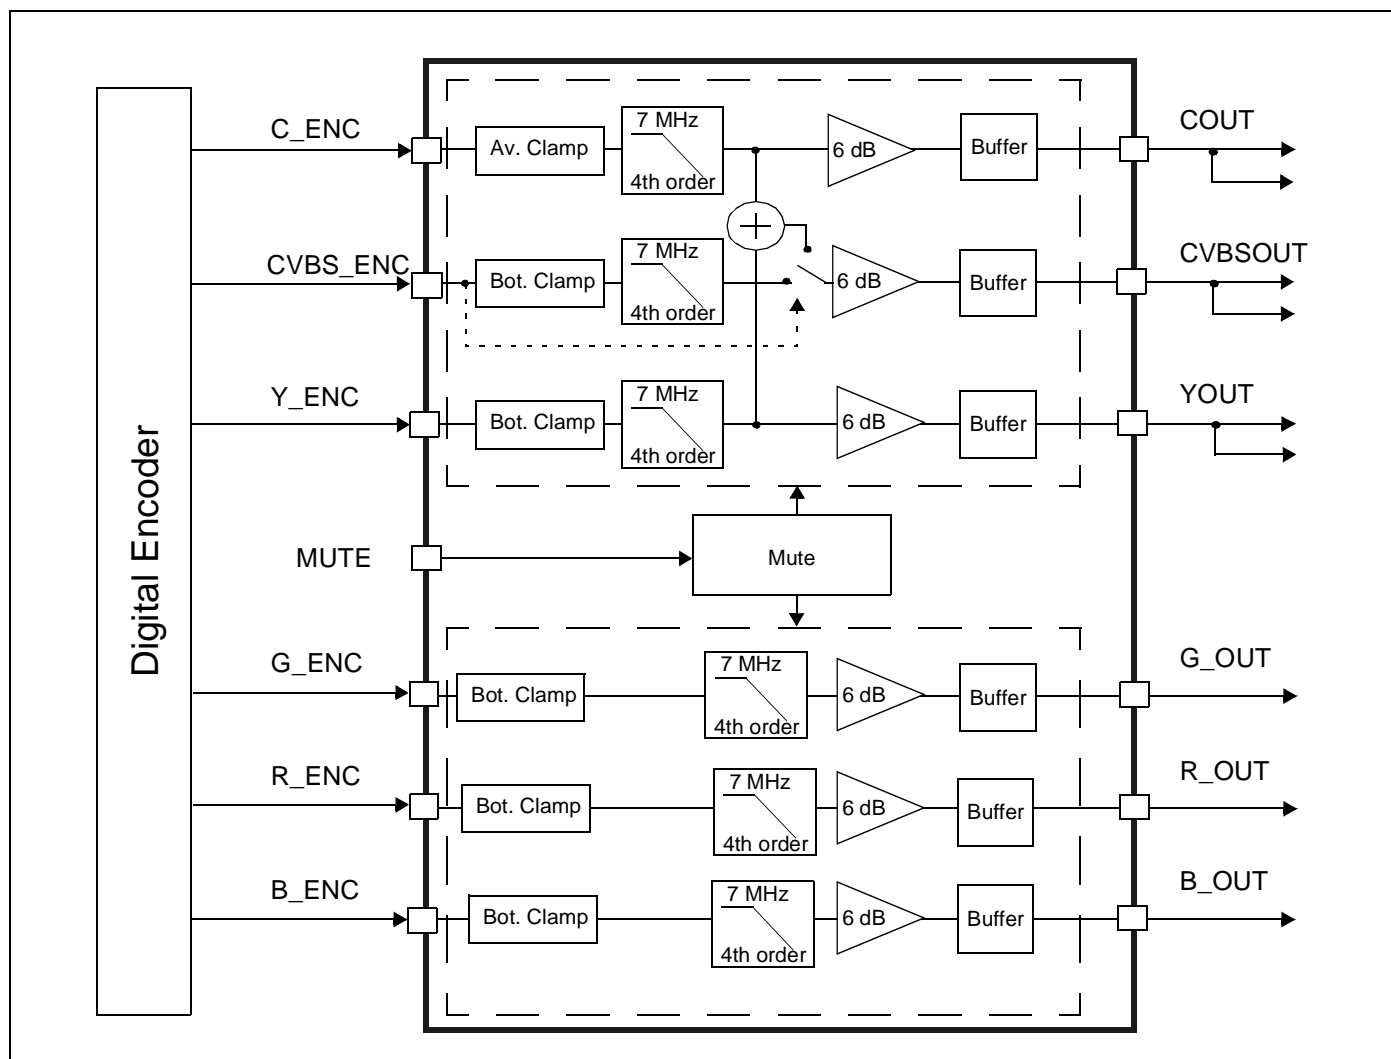 Digital Encoder
C_ENC
Av. Clamp
7 MHz
4th order
6 dB
Buffer
COUT
CVBS_ENC
Bot. Clamp
7 MHz
4th order
6 dB
Buffer
CVBSOUT
Y_ENC
Bot. Clamp
7 MHz
4th order
6 dB
Buffer
YOUT
MUTE
Mute
G_ENC
Bot. Clamp
7 MHz
4th order
6 dB
Buffer
G_OUT
R_ENC
Bot. Clamp
7 MHz
4th order
6 dB
Buffer
R_OUT
B_ENC
Bot. Clamp
7 MHz
4th order
6 dB
Buffer
B_OUT